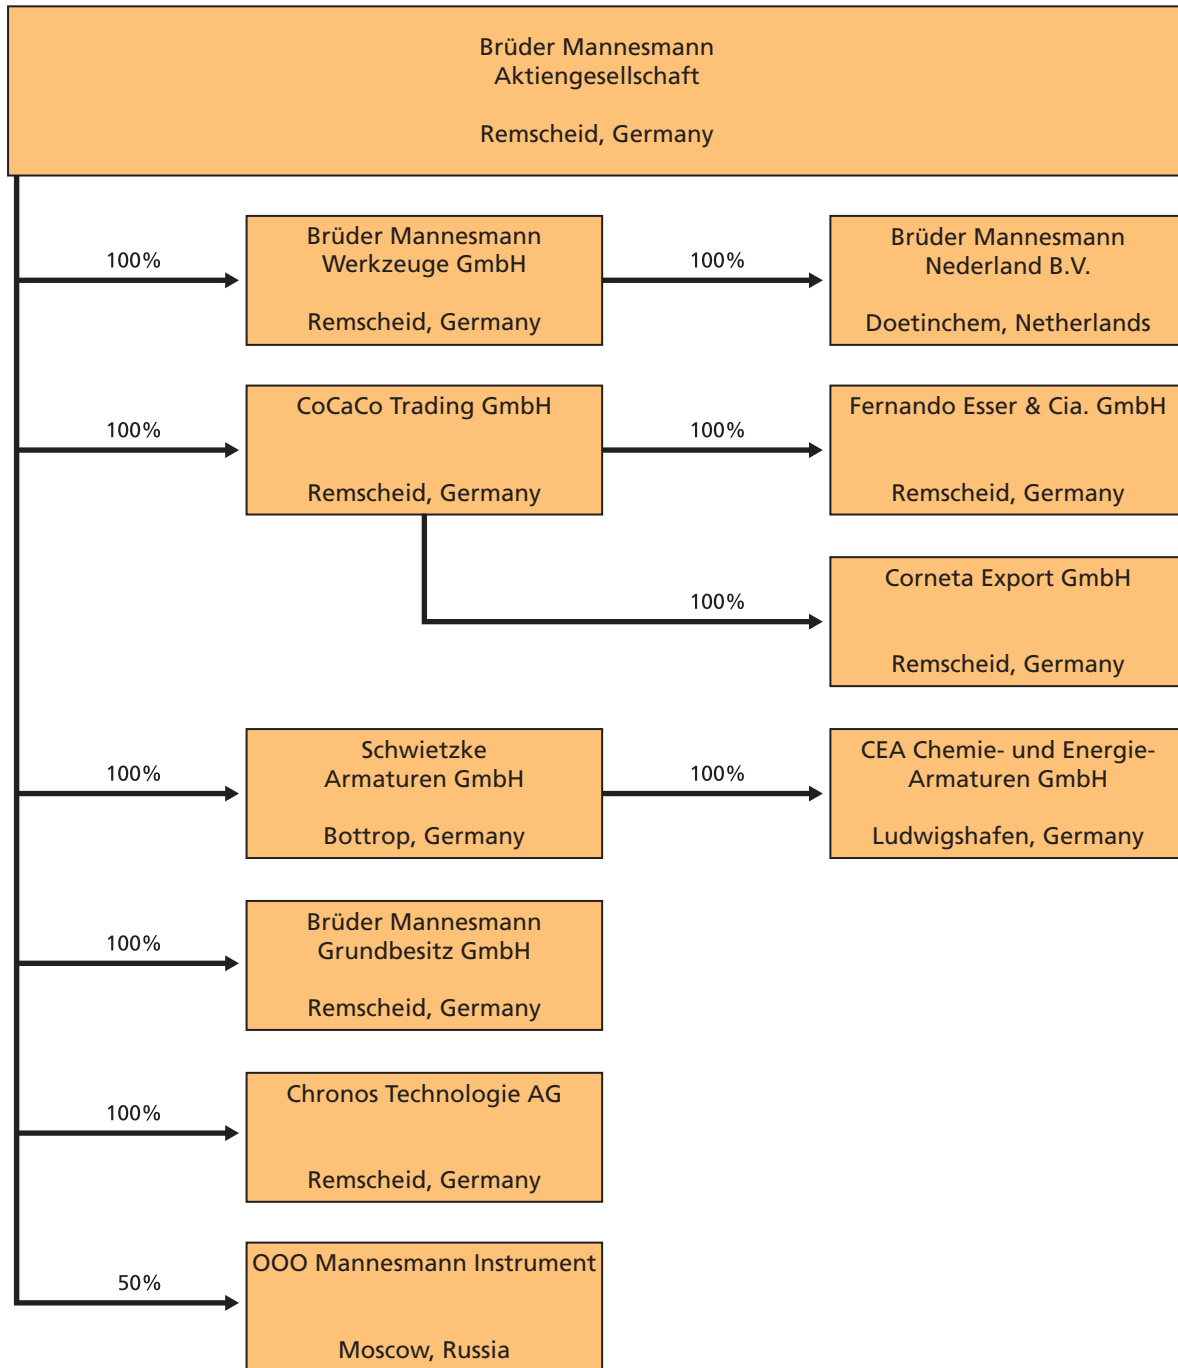 Brüder Mannesmann
Aktiengesellschaft
Remscheid, Germany
100%
Brüder Mannesmann
Werkzeuge GmbH
Remscheid, Germany
100%
Brüder Mannesmann
Nederland B.V.
Doetinchem, Netherlands
100%
CoCaCo Trading GmbH
Remscheid, Germany
100%
Fernando Esser & Cia. GmbH
Remscheid, Germany
100%
Corneta Export GmbH
Remscheid, Germany
100%
Schwietzke
Armaturen GmbH
Bottrop, Germany
100%
CEA Chemie- und Energie-
Armaturen GmbH
Ludwigshafen, Germany
100%
Brüder Mannesmann
Grundbesitz GmbH
Remscheid, Germany
100%
Chronos Technologie AG
Remscheid, Germany
50%
OOO Mannesmann Instrument
Moscow, Russia